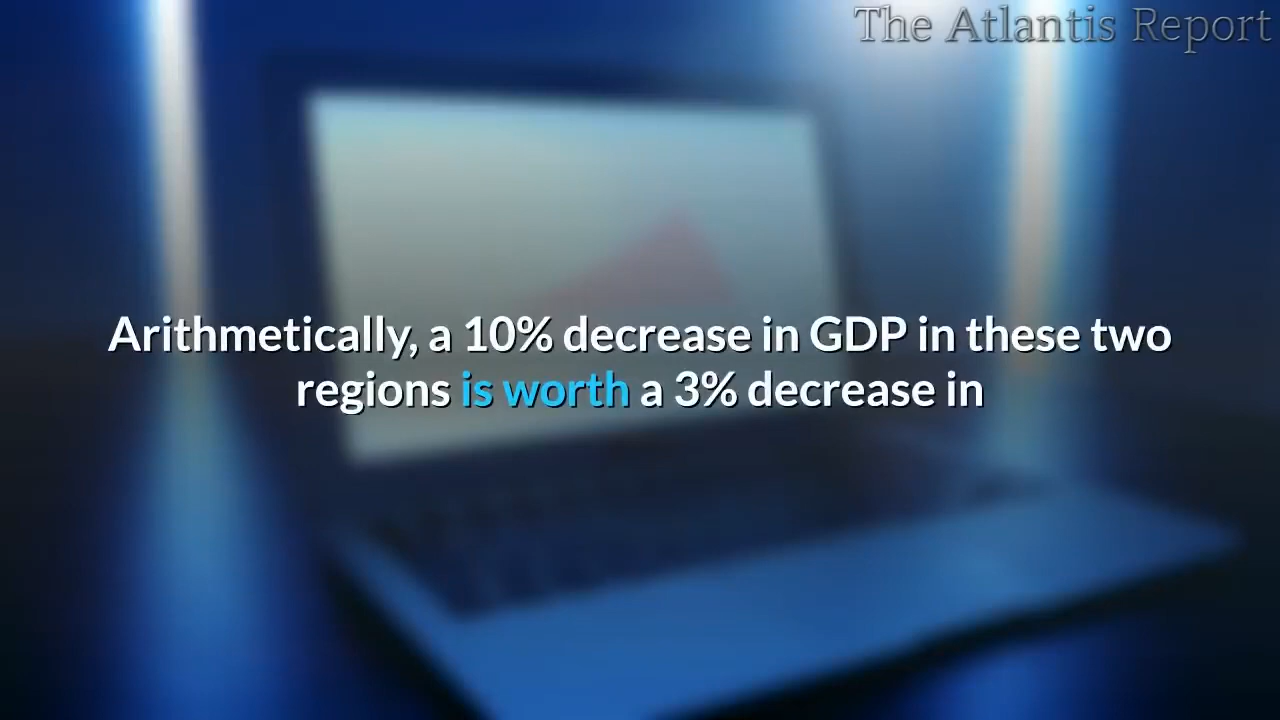 The Atlantis Report
Arithmetically, a 10% decrease in GDP in these two
regions is worth a 3% decrease in